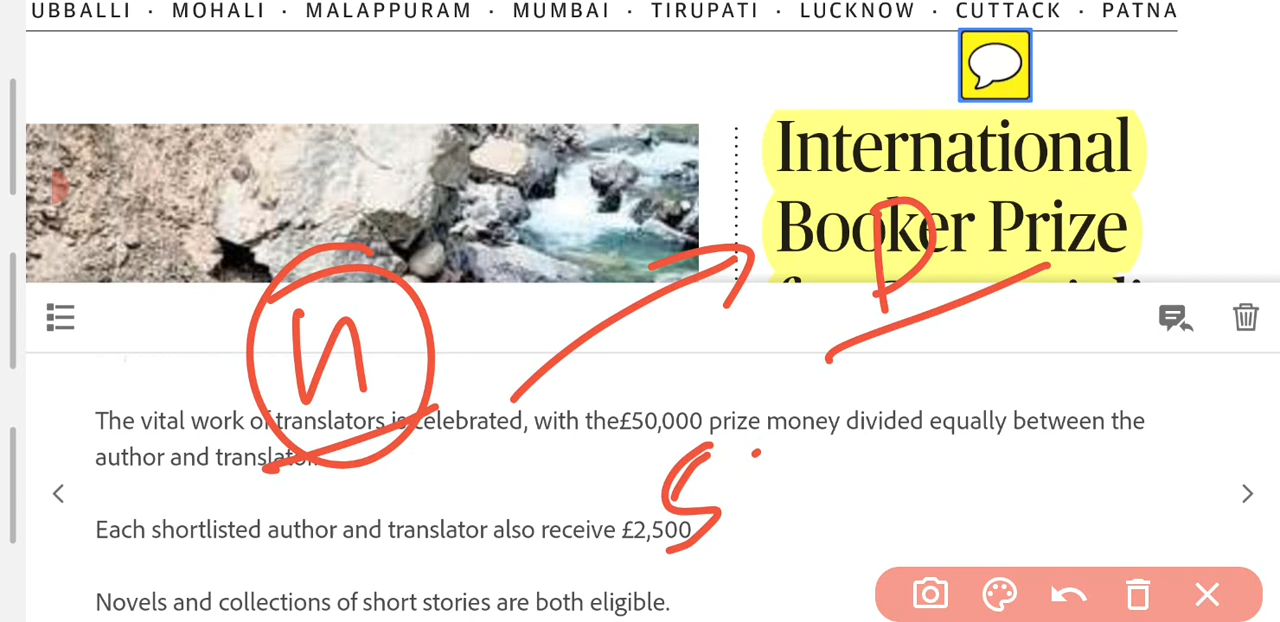 UBBALLI · MOHALI · MALAPPURAM · MUMBAI · TIRUPATI · LUCKNOW · CUTTACK · PATNA
International
Booker Prize
n
P
The vital work of translators is celebrated, with the£50,000 prize money divided equally between the
author and translator.
S
Each shortlisted author and translator also receive £2,500
Novels and collections of short stories are both eligible.